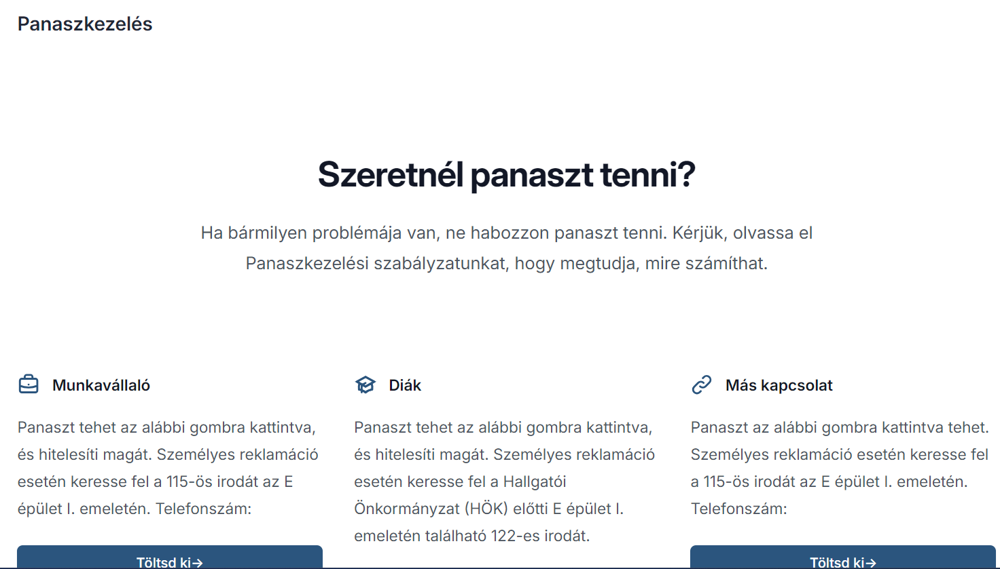 Panaszkezelés
Szeretnél panaszt tenni?
Ha bármilyen problémája van, ne habozzon panaszt tenni. Kérjük, olvassa el
Panaszkezelési szabályzatunkat, hogy megtudja, mire számíthat.
Munkavállaló
Panaszt tehet az alábbi gombra kattintva,
és hitelesíti magát. Személyes reklamáció
esetén keresse fel a 115-ös irodát az E
épület I. emeletén. Telefonszám:
Töltsd ki→
Diák
Panaszt tehet az alábbi gombra kattintva,
és hitelesíti magát. Személyes reklamáció
esetén keresse fel a Hallgatói
Önkormányzat (HÖK) előtti E épület I.
emeletén található 122-es irodát.
Más kapcsolat
Panaszt az alábbi gombra kattintva tehet.
Személyes reklamáció esetén keresse fel
a 115-ös irodát az E épület I. emeletén.
Telefonszám:
Töltsd ki→